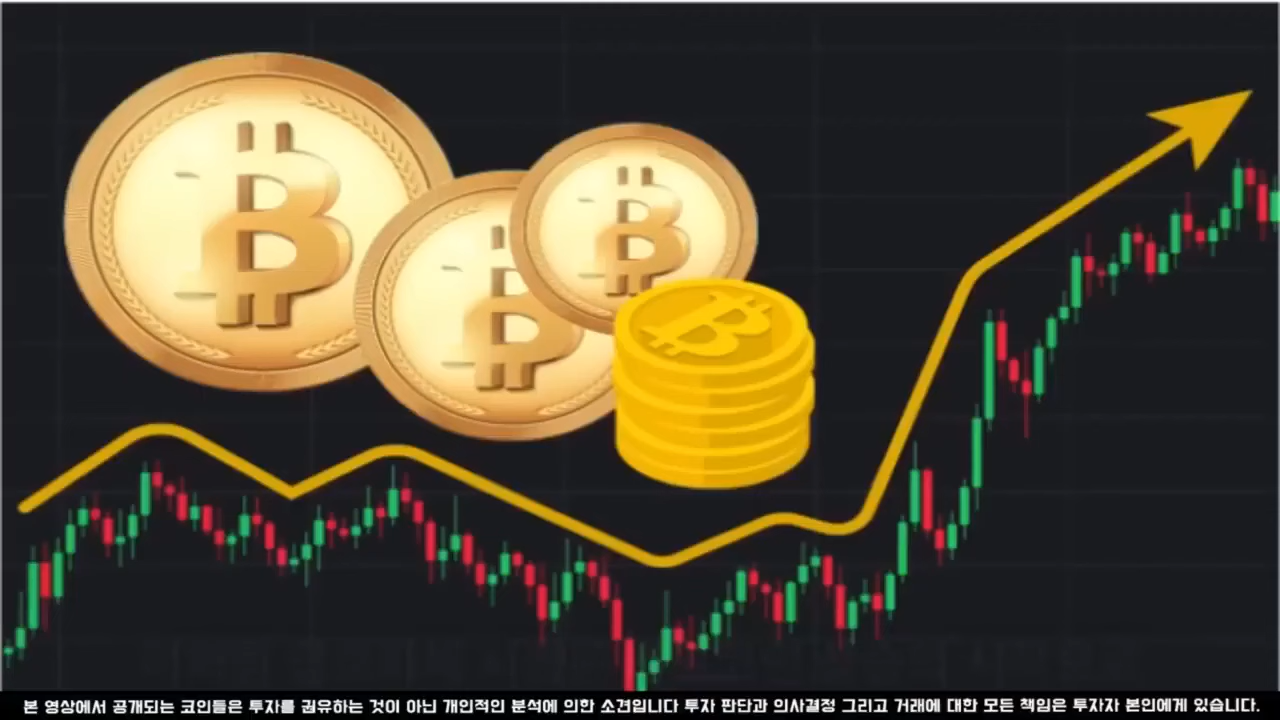 본 영상에서 공개되는 코인들은 투자를 권유하는 것이 아닌 개인적인 분석에 의한 소견입니다 투자 판단과 의사결정 그리고 거래에 대한 모든 책임은 투자자 본인에게 있습니다.